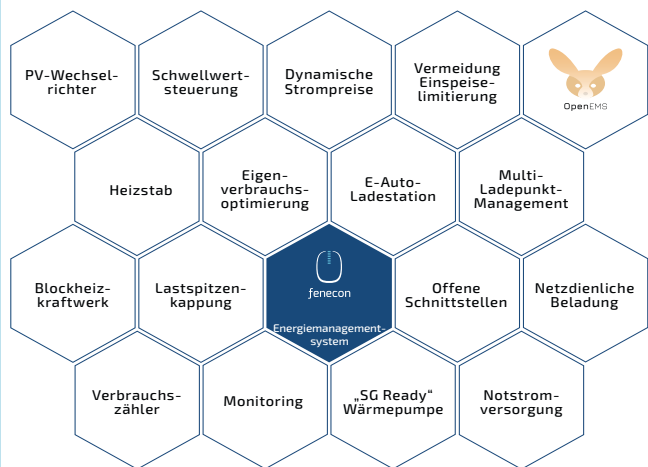 PV-Wechsel-
richter
Schwellwert-
steuerung
Dynamische
Strompreise
Vermeidung
Einspeise-
limitierung
OpenEMS
Heizstab
Eigen-
verbrauchs-
optimierung
E-Auto-
Ladestation
Multi-
Ladepunkt-
Management
Blockheiz-
kraftwerk
Lastspitzen-
kappung
fenecon
Energiemanagement-
system
Offene
Schnittstellen
Netzdienliche
Beladung
Verbrauchs-
zähler
Monitoring
„SG Ready“
Wärmepumpe
Notstrom-
versorgung